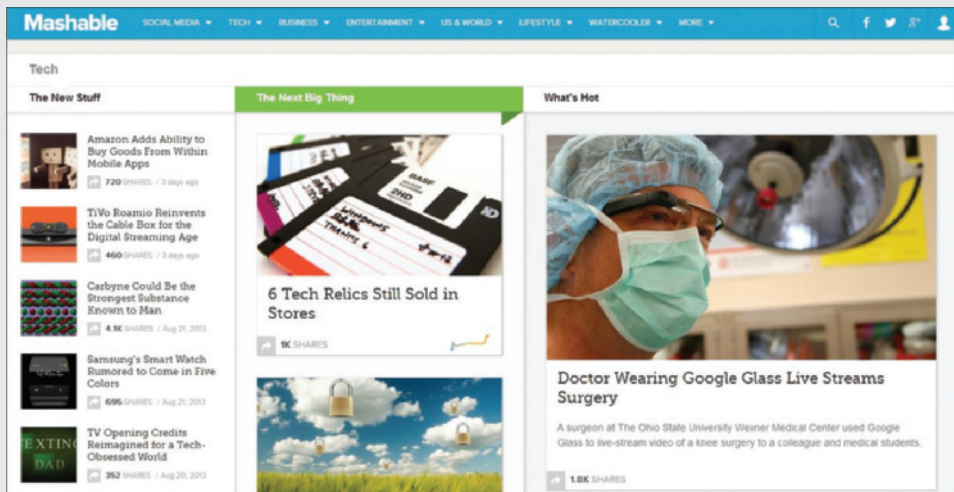 Mashable
SOCIAL MEDIA
TECH
BUSINESS
ENTERTAINMENT
US & WORLD
LIFESTYLE
WATERCOOLER
MORE
Tech
The New Stuff
Amazon Adds Ability to
Buy Goods From Within
Mobile Apps
720 SHARES / 3 days ago
TiVo Roamio Reinvents
the Cable Box for the
Digital Streaming Age
460 SHARES / 3 days ago
Carbyne Could Be the
Strongest Substance
Known to Man
4.1K SHARES / Aug 21, 2013
Samsung's Smart Watch
Rumored to Come in Five
Colors
695 SHARES / Aug 21, 2013
EXTING
DAD
TV Opening Credits
Reimagined for a Tech-
Obsessed World
352 SHARES / Aug 20, 2013
The Next Big Thing
BASF
2HD
HD
WINDOWS
6 Tech Relics Still Sold in
Stores
1K SHARES
What's Hot
Doctor Wearing Google Glass Live Streams
Surgery
A surgeon at The Ohio State University Wexner Medical Center used Google
Glass to live-stream video of a knee surgery to a colleague and medical students.
1.8K SHARES